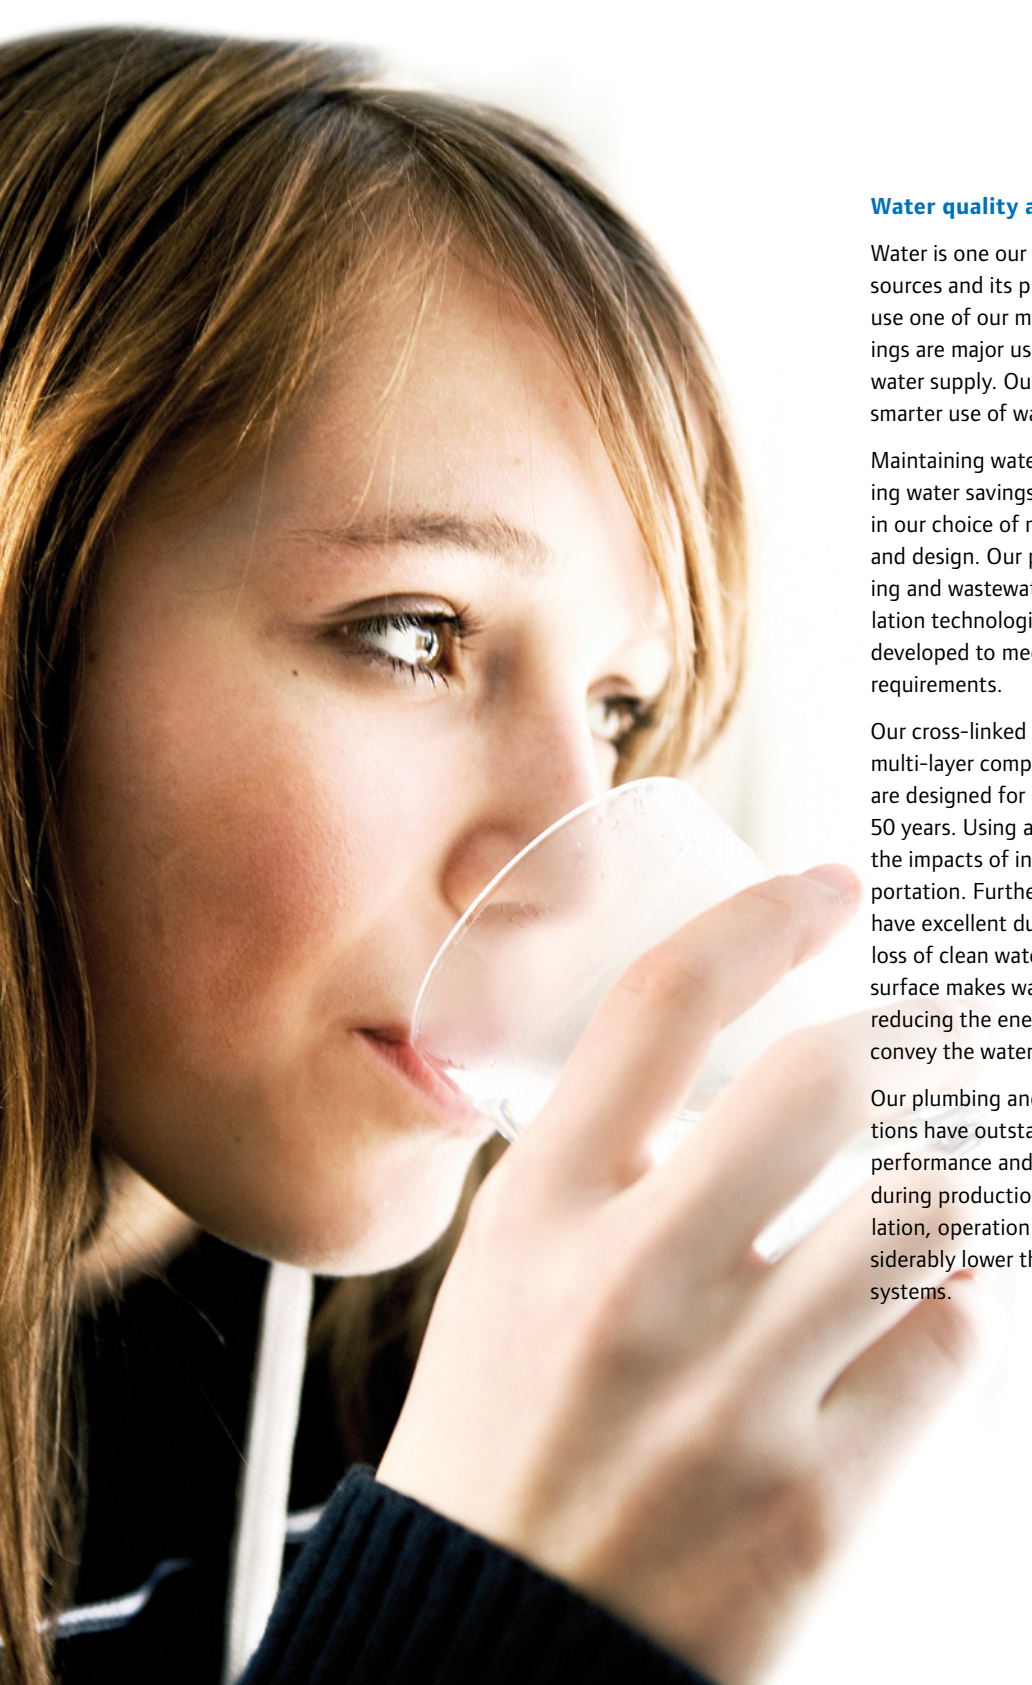 Water quality a
Water is one our
sources and its p
use one of our m
ings are major us
water supply. Ou
smarter use of wa
Maintaining wate
ing water savings
in our choice of
and design. Our p
ing and wastewat
lation technologi
developed to me
requirements.
Our cross-linked
multi-layer comp
are designed for
50 years. Using a
the impacts of in
portation. Furthe
have excellent du
loss of clean wate
surface makes wa
reducing the ene
convey the water
Our plumbing and
tions have outsta
performance and
during productio
lation, operation
siderably lower th
systems.